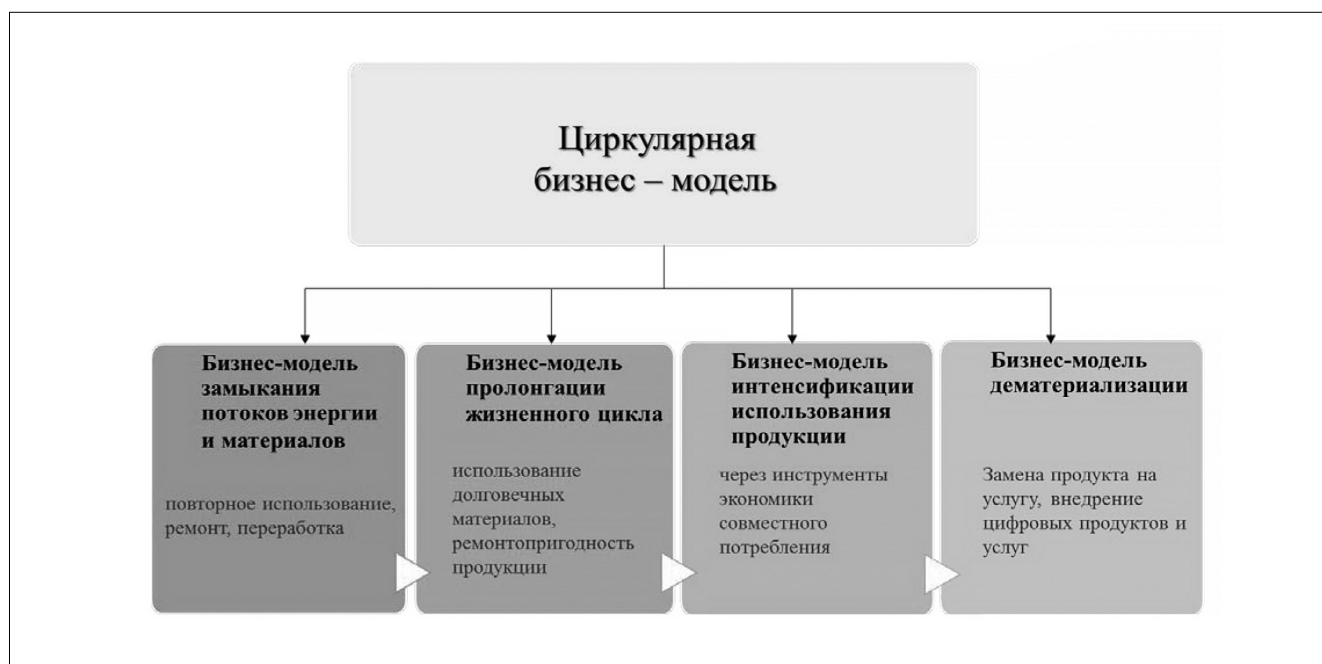 Циркулярная
бизнес – модель
Бизнес-модель
замыкания
потоков энергии
и материалов
повторное использование,
ремонт, переработка
Бизнес-модель
пролонгации
жизненного цикла
использование
долговечных
материалов,
ремонтопригодность
продукции
Бизнес-модель
интенсификации
использования
продукции
через инструменты
экономики
совместного
потребления
Бизнес-модель
дематериализации
Замена продукта на
услугу, внедрение
цифровых продуктов и
услуг